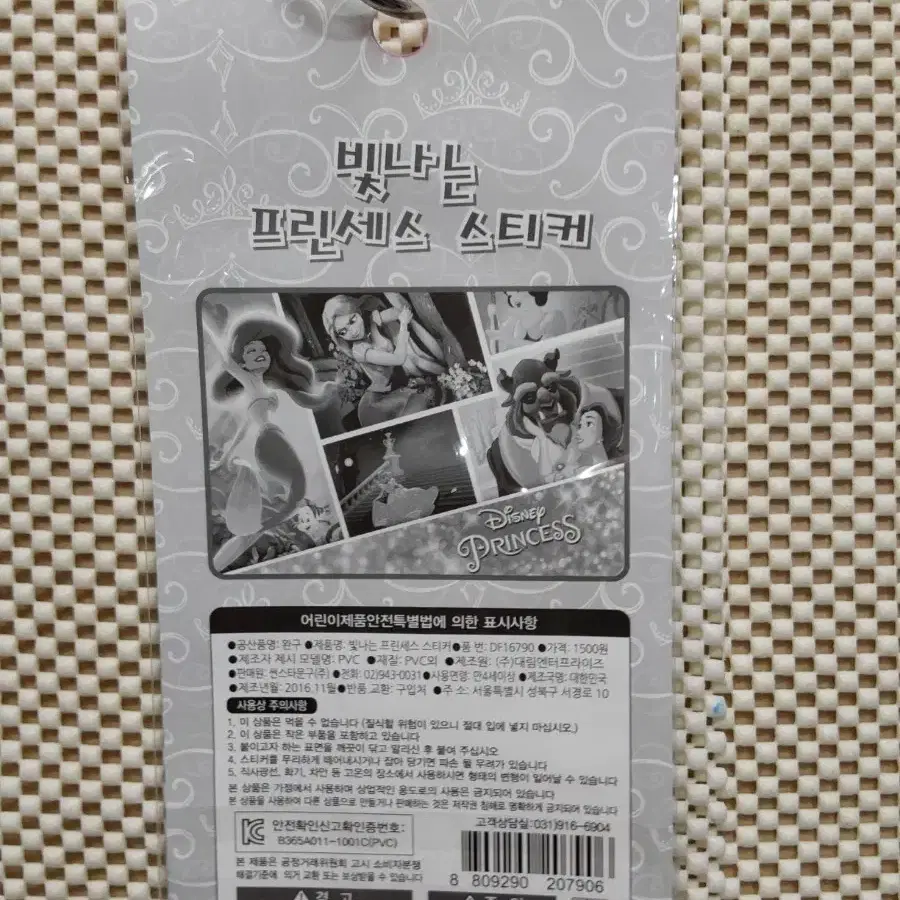 빛나는
프린세스 스티커
Disney
PRINCESS
어린이제품안전특별법에 의한 표시사항
●공산품명: 완구 ●제품명: 빛나는 프린세스 스티커●품 번: DF16790 ●가격: 1500원
●제조자 제시 모델명: PVC ●재질: PVC외 ●제조원: (주)대림엔터프라이즈
●판매원: 썬스타문구(주) ●전화: 02)943-0031●사용연령: 만4세이상 ●제조국명: 대한민국
●제조년월: 2016.11월●반품 교환: 구입처 ●주 소: 서울특별시 성북구 서경로 10
사용상 주의사항
1. 이 상품은 먹을 수 없습니다 (질식할 위험이 있으니 절대 입에 넣지 마십시오.)
2. 이 상품은 작은 부품을 포함하고 있습니다
3. 붙이고자 하는 표면을 깨끗이 닦고 말리신 후 붙여 주십시오
4. 스티커를 무리하게 떼어내시거나 잡아 당기면 파손 될 우려가 있습니다
5. 직사광선, 화기, 차안 등 고온의 장소에서 사용하시면 형태의 변형이 일어날 수 있습니다
본 상품은 가정에서 사용하며 상업적인 용도로의 사용은 금지되어 있습니다
본 상품을 사용하여 다른 상품으로 만들거나 판매하는 것은 저작권 침해로 명확하게 금지되어 있습니다.
고객상담실: 031)916-6904
안전확인신고확인증번호:
B365A011-1001C(PVC)
본 제품은 공정거래위원회 고시 소비자분쟁
해결기준에 의거 교환 또는 보상받을 수 있습니다
8 809290 207906
경 고